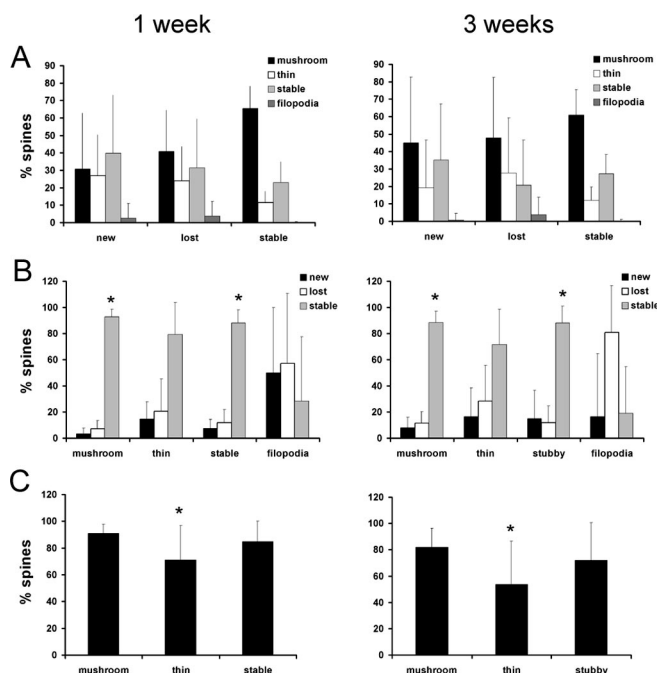 1 week
3 weeks
A
% spines
90
80
70
60
50
40
30
20
10
0
mushroom
thin
stable
filopodia
new lost stable
90
80
70
60
50
40
30
20
10
0
mushroom
thin
stable
filopodia
new lost stable
B
% spines
120
100
80
60
40
20
0
new
lost
stable
* *
mushroom thin stable filopodia
120
100
80
60
40
20
0
new
lost
stable
* *
mushroom thin stubby filopodia
C
% spines
120
100
80
60
40
20
0
*
mushroom thin stable
120
100
80
60
40
20
0
*
mushroom thin stubby